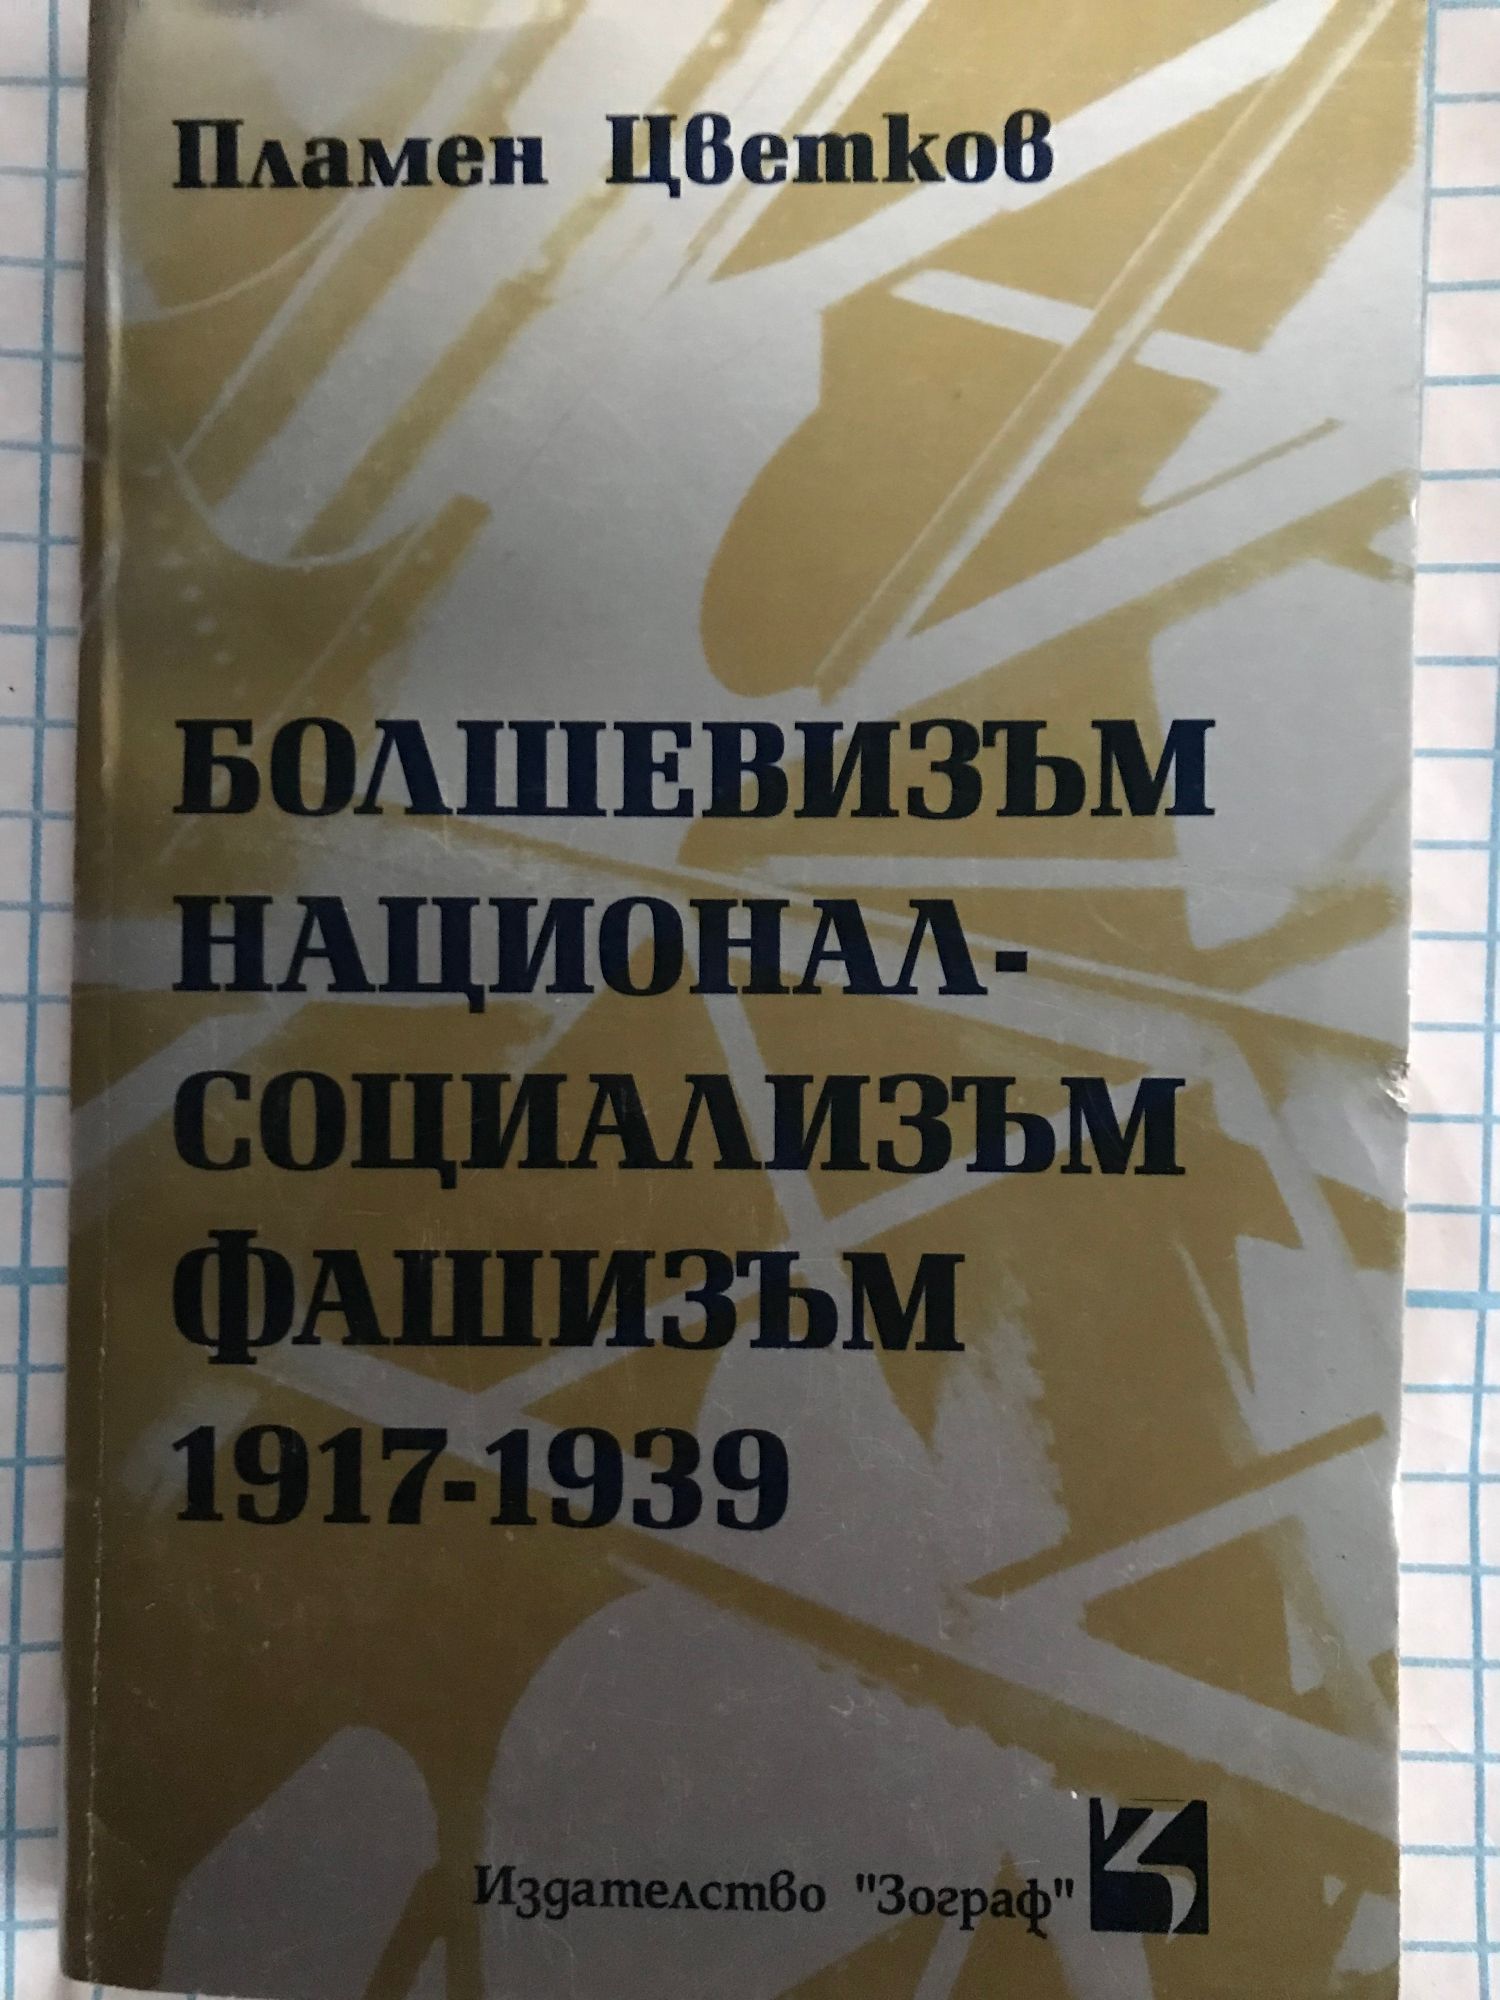 Пламен Цветков
БОЛШЕВИЗЪМ
НАЦИОНАЛ-
СОЦИАЛИЗЪМ
ФАШИЗЪМ
1917-1939
Издателство "Зограф"